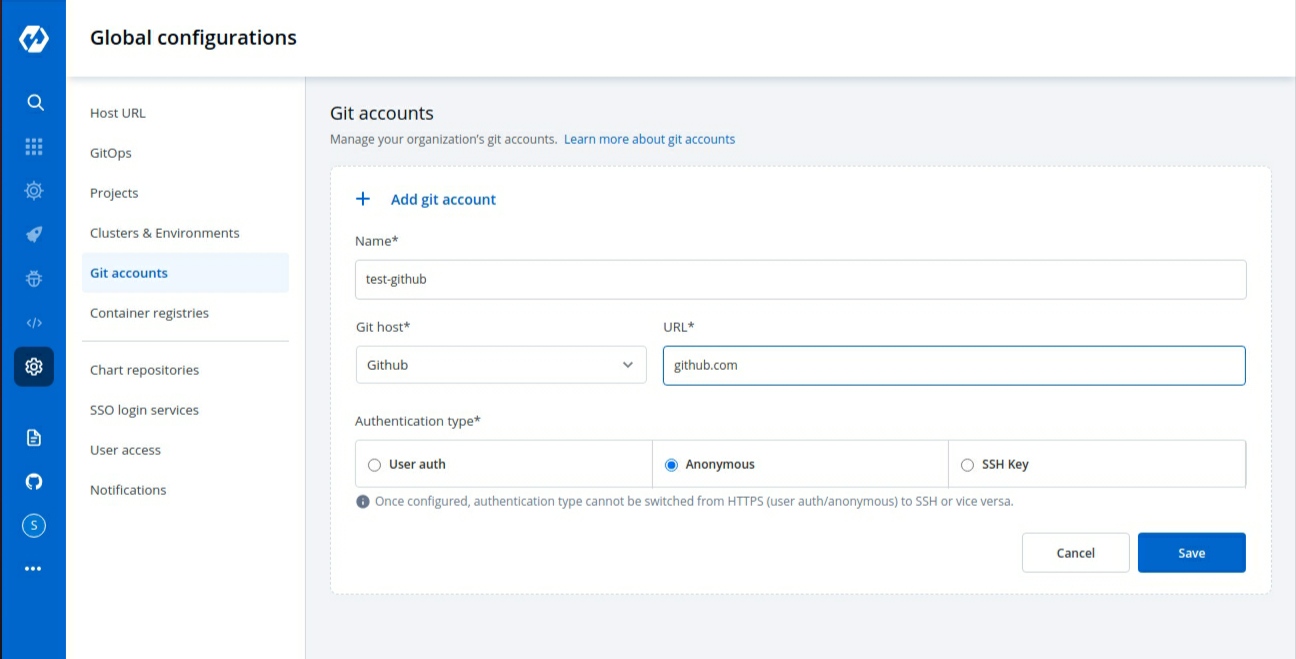 Global configurations
Host URL
GitOps
Projects
Clusters & Environments
Git accounts
Container registries
Chart repositories
SSO login services
User access
Notifications
S
Git accounts
Manage your organization's git accounts. Learn more about git accounts
+ Add git account
Name*
test-github
Git host* URL*
Github github.com
Authentication type*
User auth Anonymous SSH Key
Once configured, authentication type cannot be switched from HTTPS (user auth/anonymous) to SSH or vice versa.
Cancel Save